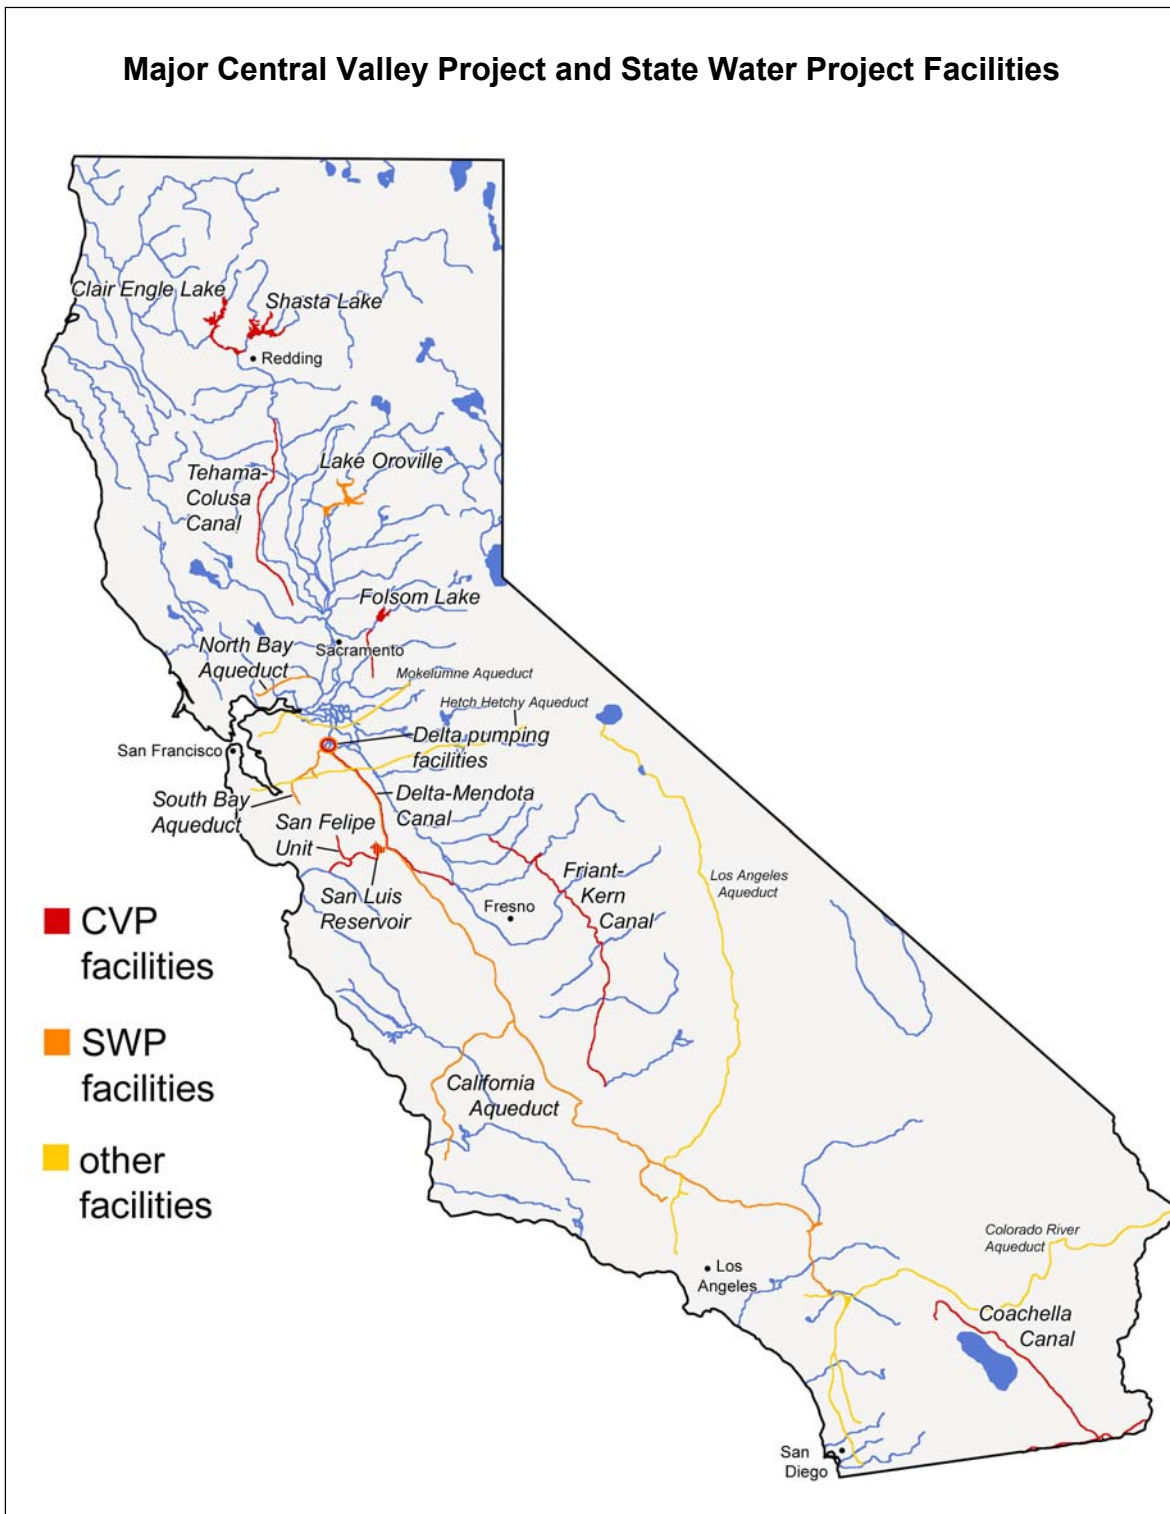 Major Central Valley Project and State Water Project Facilities
Clair Engle Lake
Shasta Lake
Redding
Lake Oroville
Tehama-
Colusa
Canal
Folsom Lake
North Bay
Aqueduct
Sacramento
Mokelumne Aqueduct
Hetch Hetchy Aqueduct
San Francisco
Delta pumping
facilities
South Bay
Aqueduct
Delta-Mendota
Canal
San Felipe
Unit
San Luis
Reservoir
Fresno
Friant-
Kern
Canal
Los Angeles
Aqueduct
CVP
facilities
SWP
facilities
other
facilities
California
Aqueduct
Los
Angeles
Colorado River
Aqueduct
Coachella
Canal
San
Diego